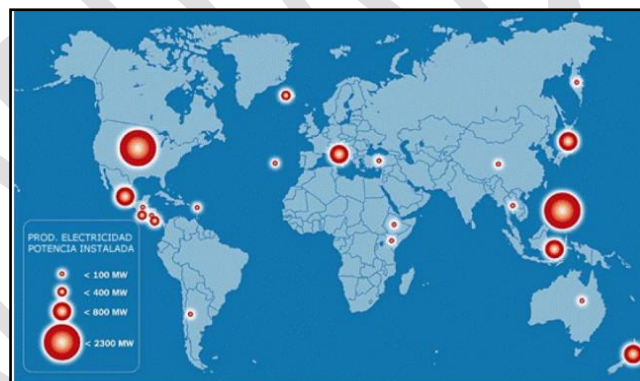 PROD. ELECTRICIDAD
POTENCIA INSTALADA
< 100 MW
< 400 MW
< 800 MW
< 2300 MW